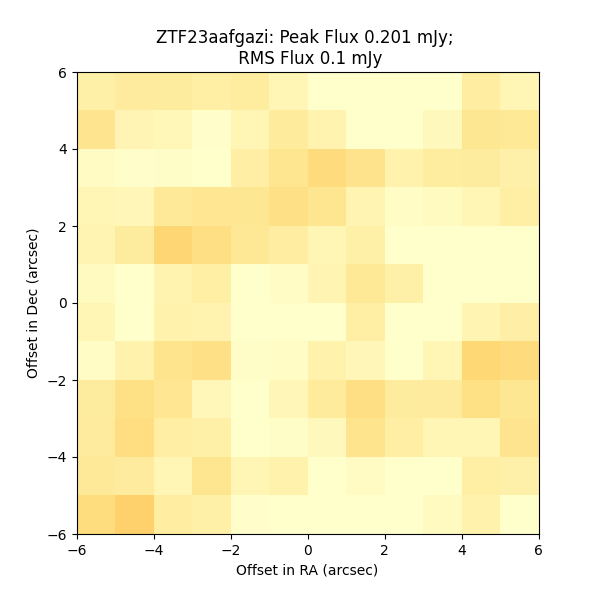 ZTF23aafgazi: Peak Flux 0.201 mJy;
RMS Flux 0.1 mJy
6
4
2
0
−2
−4
−6
Offset in Dec (arcsec)
−6 −4 −2 0 2 4 6
Offset in RA (arcsec)